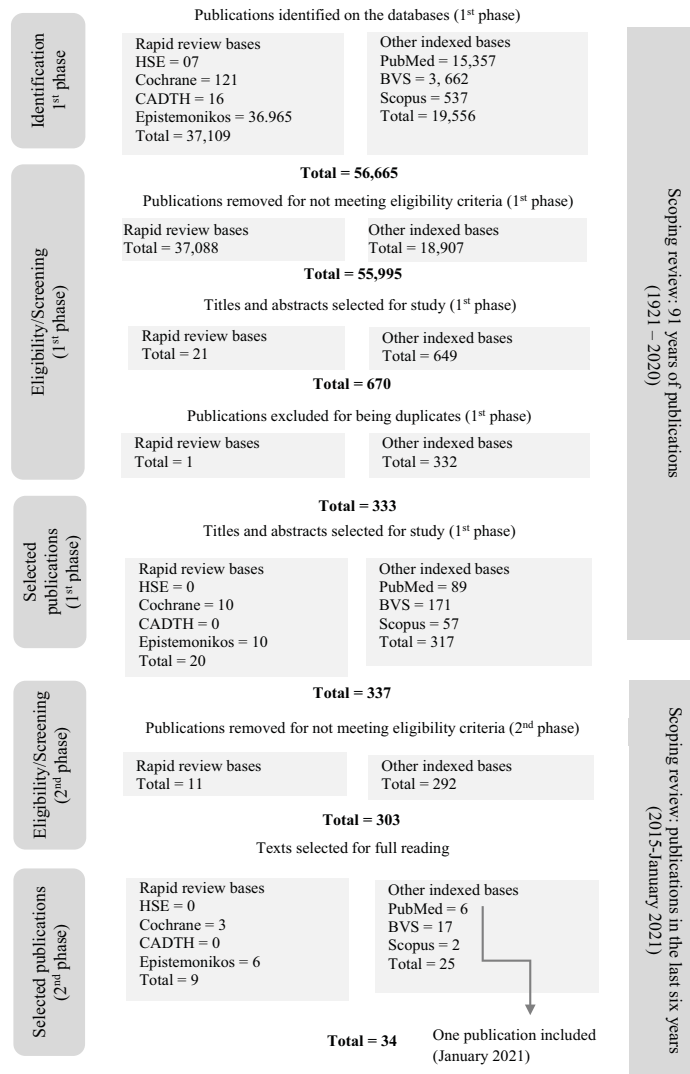 Publications identified on the databases (1st phase)
Identification
1st phase
Rapid review bases
HSE = 07
Cochrane = 121
CADTH = 16
Epistemonikos = 36.965
Total = 37,109
Other indexed bases
PubMed = 15,357
BVS = 3, 662
Scopus = 537
Total = 19,556
Total = 56,665
Eligibility/Screening
(1st phase)
Publications removed for not meeting eligibility criteria (1st phase)
Rapid review bases
Total = 37,088
Other indexed bases
Total = 18,907
Total = 55,995
Titles and abstracts selected for study (1st phase)
Rapid review bases
Total = 21
Other indexed bases
Total = 649
Total = 670
Publications excluded for being duplicates (1st phase)
Rapid review bases
Total = 1
Other indexed bases
Total = 332
Total = 333
Selected
publications
(1st phase)
Titles and abstracts selected for study (1st phase)
Rapid review bases
HSE = 0
Cochrane = 10
CADTH = 0
Epistemonikos = 10
Total = 20
Other indexed bases
PubMed = 89
BVS = 171
Scopus = 57
Total = 317
Total = 337
Scoping review: 91 years of publications
(1921 – 2020)
Eligibility/Screening
(2nd phase)
Publications removed for not meeting eligibility criteria (2nd phase)
Rapid review bases
Total = 11
Other indexed bases
Total = 292
Total = 303
Selected publications
(2nd phase)
Texts selected for full reading
Rapid review bases
HSE = 0
Cochrane = 3
CADTH = 0
Epistemonikos = 6
Total = 9
Other indexed bases
PubMed = 6
BVS = 17
Scopus = 2
Total = 25
Total = 34
One publication included
(January 2021)
Scoping review: publications in the last six years
(2015-January 2021)